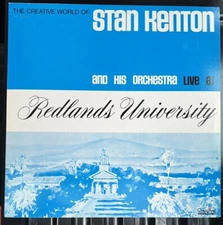 THE CREATIVE WORLD OF STAN KENTON
AND HIS ORCHESTRA LIVE AT
Redlands University